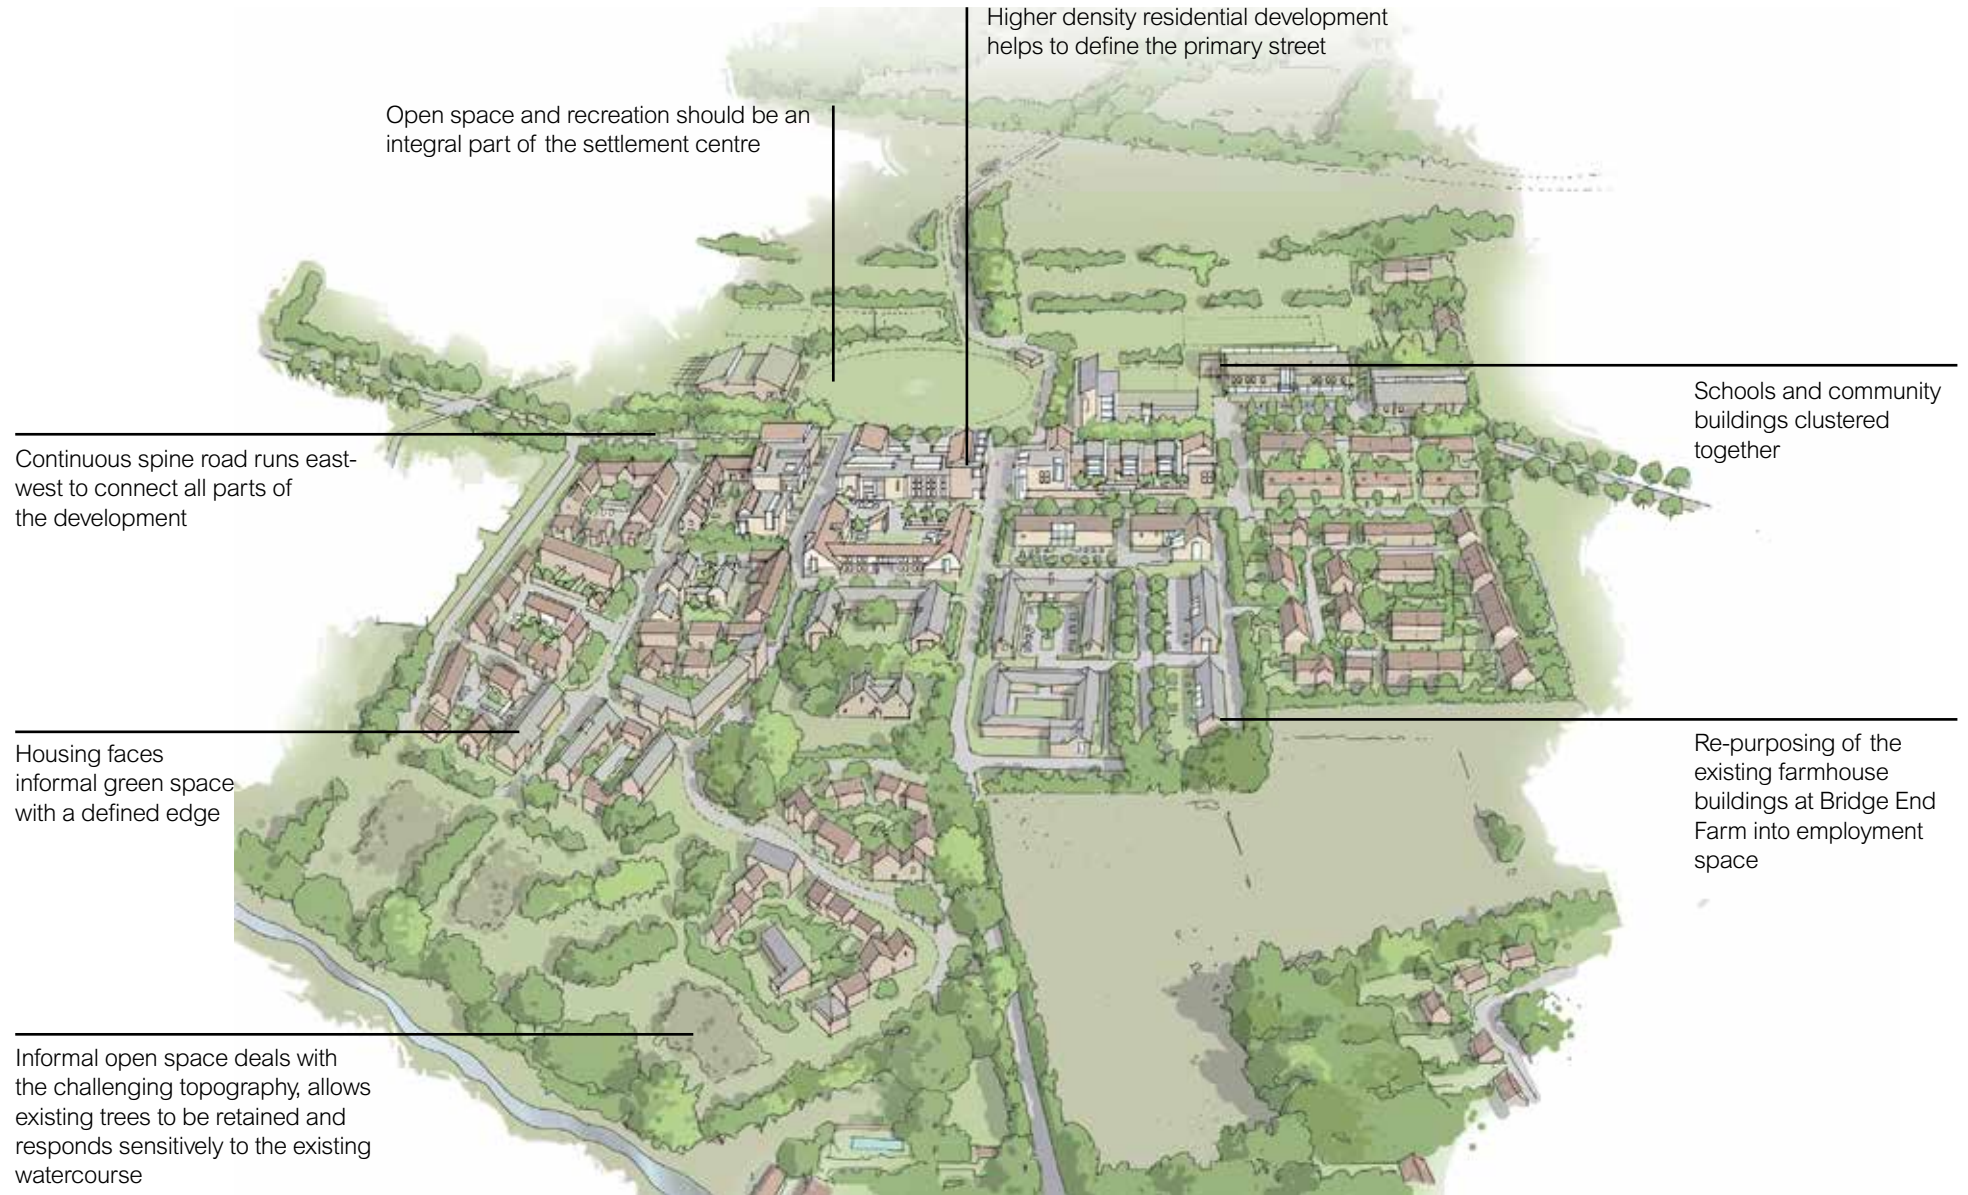 Higher density residential development
helps to define the primary street
Open space and recreation should be an
integral part of the settlement centre
Schools and community
buildings clustered
together
Continuous spine road runs east-
west to connect all parts of
the development
Housing faces
informal green space
with a defined edge
Re-purposing of the
existing farmhouse
buildings at Bridge End
Farm into employment
space
Informal open space deals with
the challenging topography, allows
existing trees to be retained and
responds sensitively to the existing
watercourse